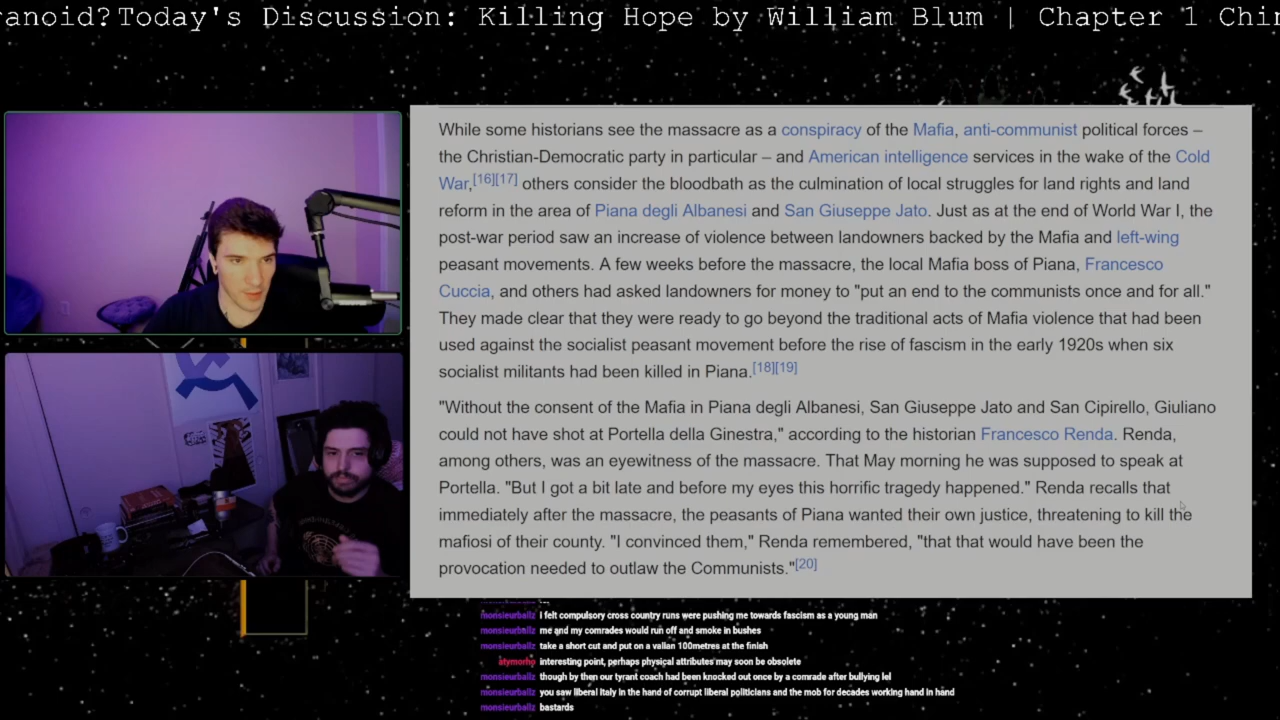 ranoid?Today's Discussion: Killing Hope by William Blum | Chapter 1 Chin
While some historians see the massacre as a conspiracy of the Mafia, anti-communist political forces –
the Christian-Democratic party in particular – and American intelligence services in the wake of the Cold
War,[16][17] others consider the bloodbath as the culmination of local struggles for land rights and land
reform in the area of Piana degli Albanesi and San Giuseppe Jato. Just as at the end of World War I, the
post-war period saw an increase of violence between landowners backed by the Mafia and left-wing
peasant movements. A few weeks before the massacre, the local Mafia boss of Piana, Francesco
Cuccia, and others had asked landowners for money to "put an end to the communists once and for all."
They made clear that they were ready to go beyond the traditional acts of Mafia violence that had been
used against the socialist peasant movement before the rise of fascism in the early 1920s when six
socialist militants had been killed in Piana.[18][19]
"Without the consent of the Mafia in Piana degli Albanesi, San Giuseppe Jato and San Cipirello, Giuliano
could not have shot at Portella della Ginestra," according to the historian Francesco Renda. Renda,
among others, was an eyewitness of the massacre. That May morning he was supposed to speak at
Portella. "But I got a bit late and before my eyes this horrific tragedy happened." Renda recalls that
immediately after the massacre, the peasants of Piana wanted their own justice, threatening to kill the
mafiosi of their county. "I convinced them," Renda remembered, "that that would have been the
provocation needed to outlaw the Communists."[20]
monsieurballz I felt compulsory cross country runs were pushing me towards fascism as a young man
monsieurballz me and my comrades would run off and smoke in bushes
monsieurballz take a short cut and put on a valian 100metres at the finish
atymorho interesting point, perhaps physical attributes may soon be obsolete
monsieurballz though by then our tyrant coach had been knocked out once by a comrade after bullying lel
monsieurballz you saw liberal italy in the hand of corrupt liberal politicians and the mob for decades working hand in hand
monsieurballz bastards